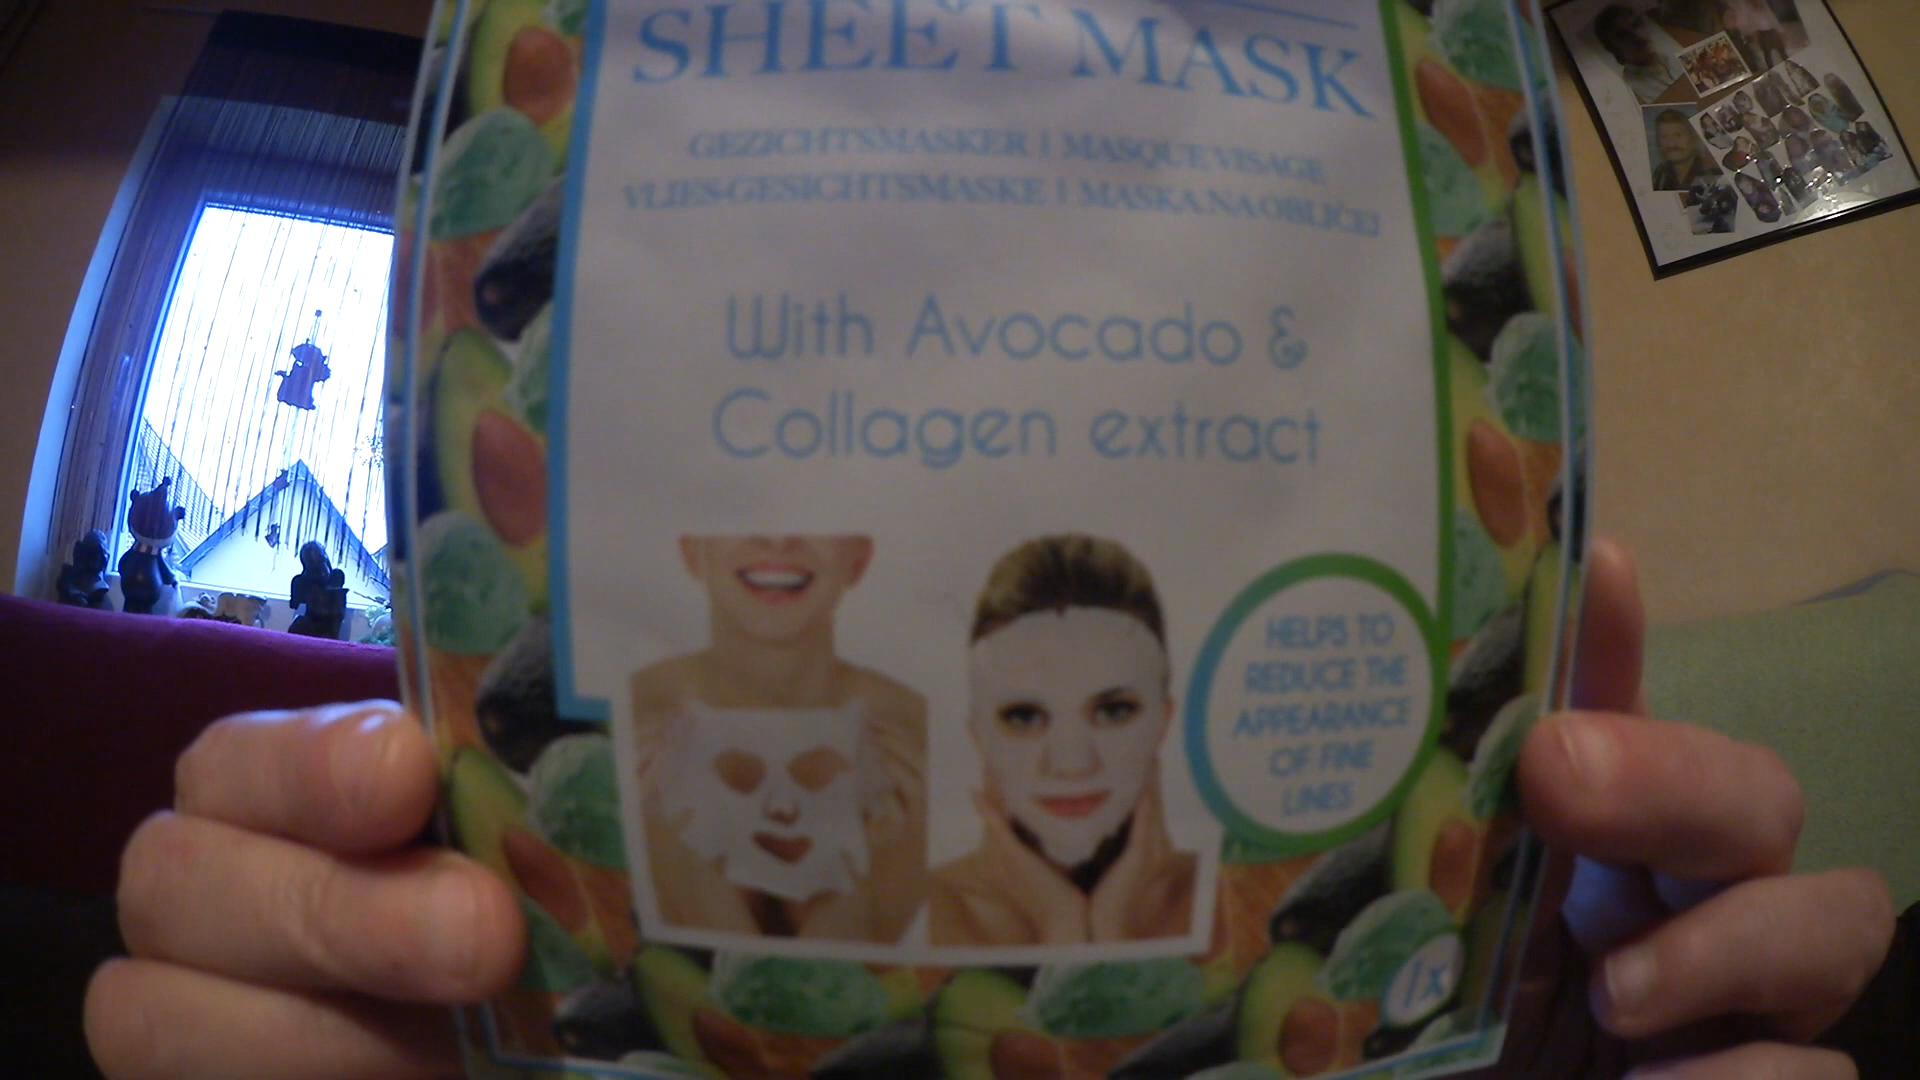 SHEET MASK
GEZICHTSMASKER | MASQUE VISAGE
VLIES-GESICHTSMASKE | MASKA NA OBLICEJ
With Avocado &
Collagen extract
HELPS TO
REDUCE THE
APPEARANCE
OF FINE
LINES
1x